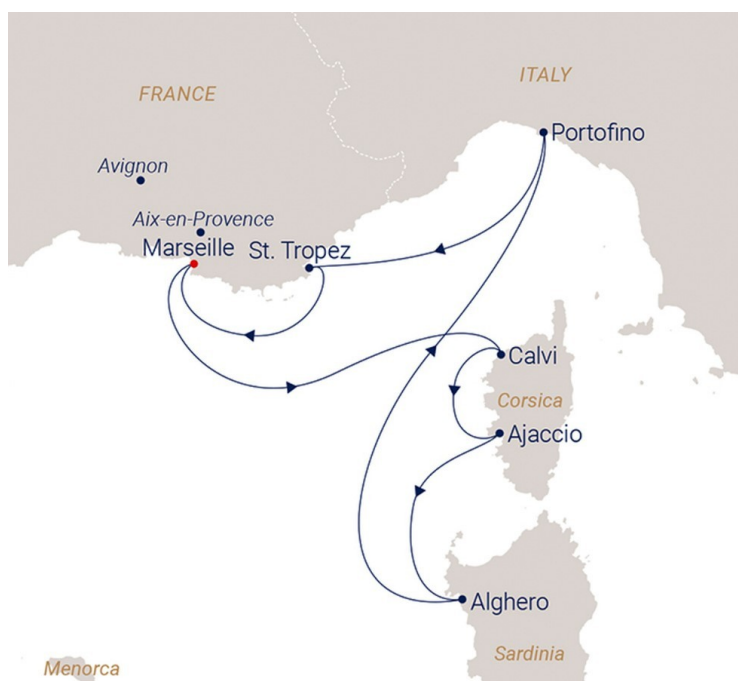 ITALY
FRANCE
Portofino
Avignon
Aix-en-Provence
Marseille
St. Tropez
Calvi
Corsica
Ajaccio
Alghero
Sardinia
Menorca